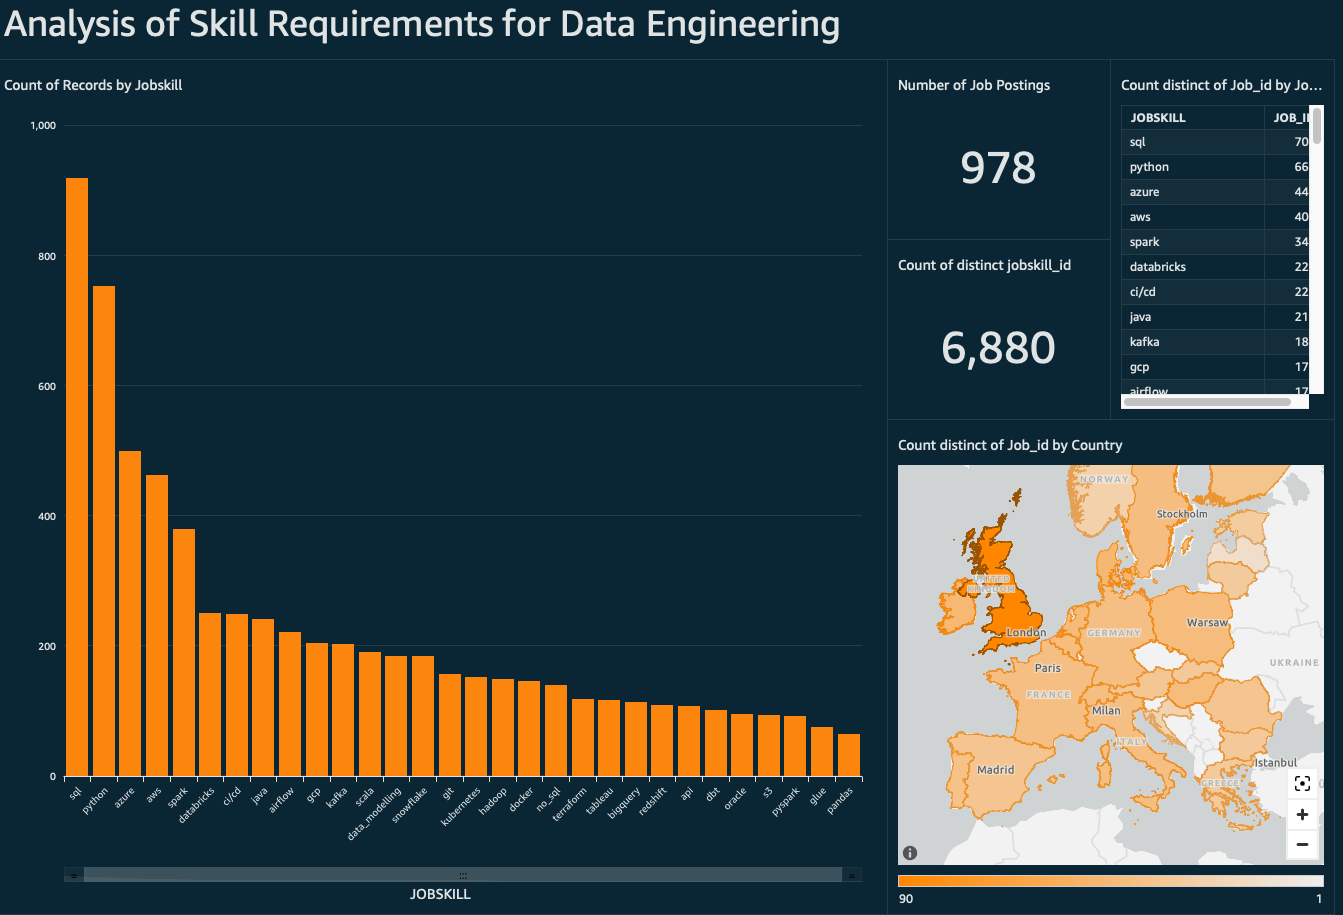 Analysis of Skill Requirements for Data Engineering
Count of Records by Jobskill
1,000
800
600
400
200
0
sql
python
azure
aws
spark
databricks
ci/cd
java
airflow
gcp
kafka
scala
data_modelling
snowflake
git
kubernetes
hadoop
docker
no_sql
terraform
tableau
bigquery
redshift
api
dbt
oracle
s3
pyspark
glue
pandas
JOBSKILL
Number of Job Postings
978
Count of distinct jobskill_id
6,880
Count distinct of Job_id by Jo...
JOBSKILL JOB_I
sql 70
python 66
azure 44
aws 40
spark 34
databricks 22
ci/cd 22
java 21
kafka 18
gcp 17
airflow 17
Count distinct of Job_id by Country
NORWAY
Stockholm
UNITED
KINGDOM
London
GERMANY
Warsaw
Paris
UKRAINE
FRANCE
Milan
ITALY
Madrid
Istanbul
GREECE
90 1